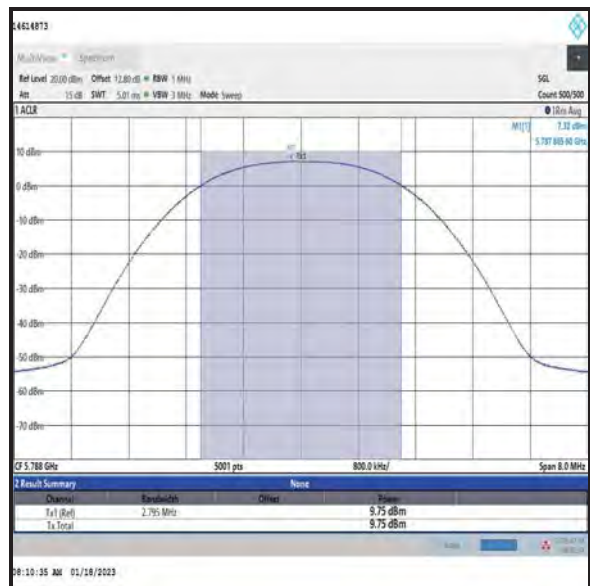 14614873
MultiView Spectrum
Ref Level 20.00 dBm Offset 12.80 dB RBW 1 MHz SGL
Att 15 dB SWT 5.01 ms VBW 3 MHz Mode Sweep Count 500/500
1 ACLR 1Rm Avg
M1[1] 7.32 dBm
GHz
Tx1
10 dBm
0 dBm
-10 dBm
-20 dBm
-30 dBm
-40 dBm
-50 dBm
-60 dBm
-70 dBm
CF 5.788 GHz 5001 pts 800.0 kHz/ Span 8.0 MHz
2 Result Summary None
Channel Bandwidth Offset Power
Tx1 (Ref) 2.795 MHz 9.75 dBm
Tx Total 9.75 dBm
08:10:35 AM 01/18/2023